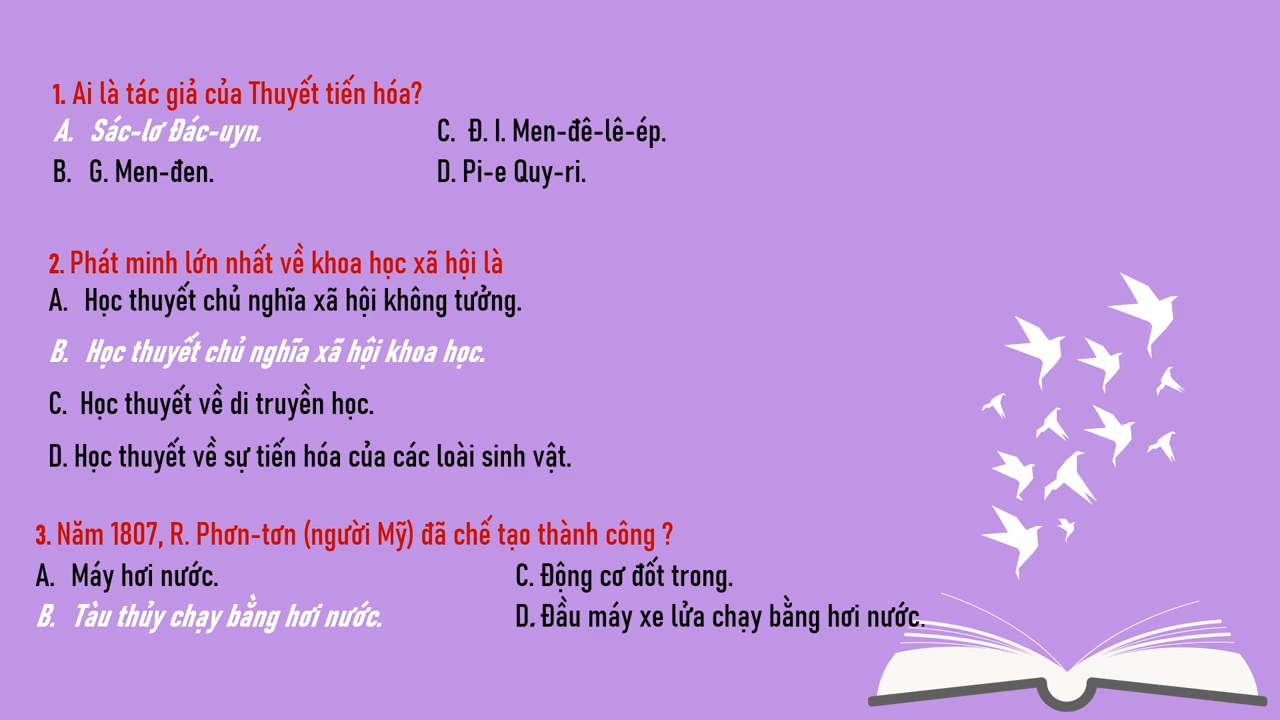 1. Ai là tác giả của Thuyết tiến hóa?
A. Sác-lơ Đác-uyn.
C. Đ. I. Men-đê-lê-ép.
B. G. Men-đen.
D. Pi-e Quy-ri.
2. Phát minh lớn nhất về khoa học xã hội là
A. Học thuyết chủ nghĩa xã hội không tưởng.
B. Học thuyết chủ nghĩa xã hội khoa học.
C. Học thuyết về di truyền học.
D. Học thuyết về sự tiến hóa của các loài sinh vật.
3. Năm 1807, R. Phơn-tơn (người Mỹ) đã chế tạo thành công ?
A. Máy hơi nước.
C. Động cơ đốt trong.
B. Tàu thủy chạy bằng hơi nước.
D. Đầu máy xe lửa chạy bằng hơi nước.